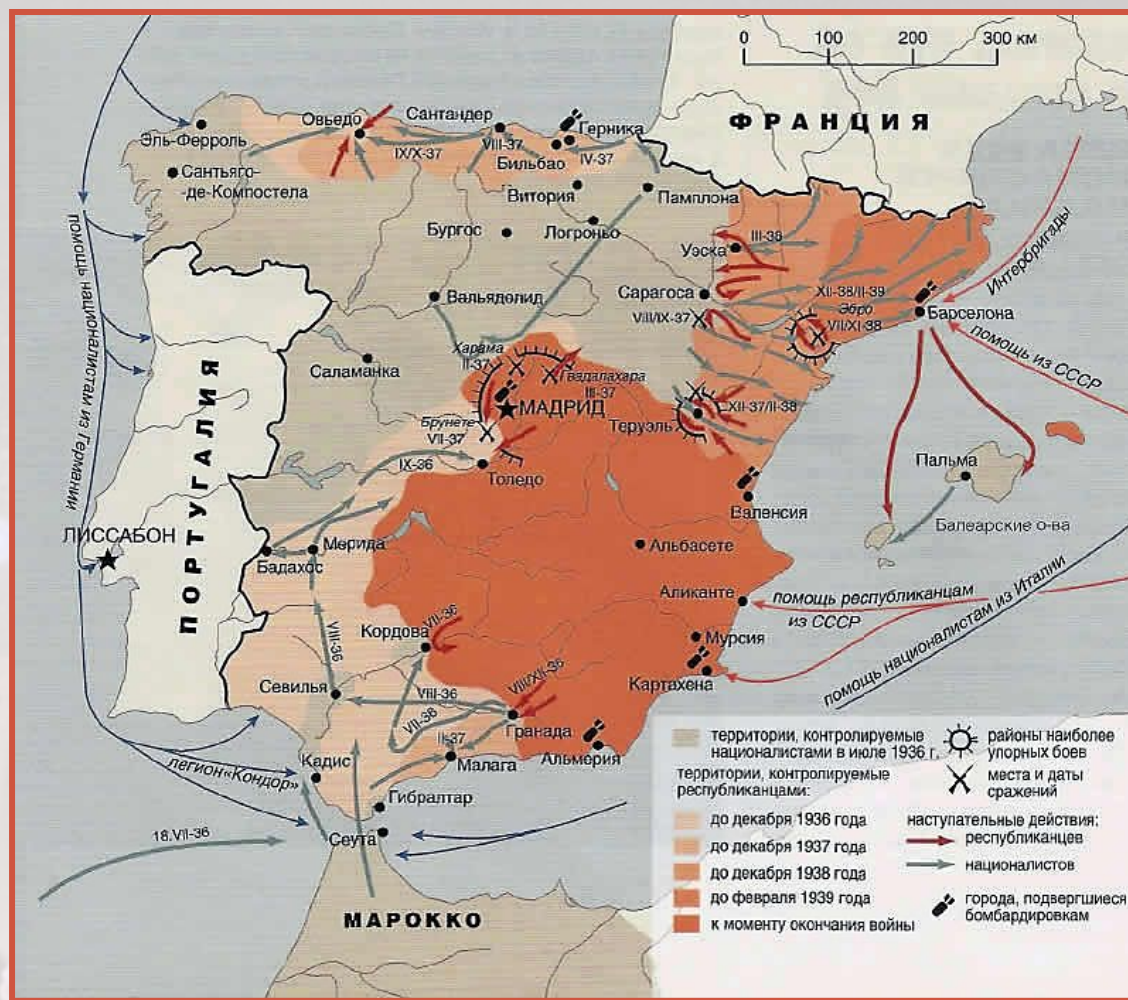 0 100 200 300 км
ФРАНЦИЯ
Эль-Ферроль
Овьедо
Сантандер
Герника
Сантьяго-
-де-Компостела
IX/X-37
VIII-37
Бильбао
IV-37
Витория
Памплона
Бургос
Логроньо
Уэска
III-38
Вальядолид
Сарагоса
XII-38/II-39
VIII/IX-37
Эбро
VII/XI-38
Барселона
Интербригады
помощь из СССР
помощь националистам из Германии
ПОРТУГАЛИЯ
Саламанка
Харама
II-37
Гвадалахара
III-37
МАДРИД
Брунете
VII-37
Теруэль
XII-37/II-38
IX-36
Толедо
Валенсия
Пальма
Балеарские о-ва
ЛИССАБОН
Мерида
Бадахос
Альбасете
Аликанте
помощь республиканцам
из СССР
помощь националистам из Италии
VIII-36
Кордова
VII-36
Мурсия
Картахена
Севилья
VIII-36
VIII/XII-36
VII-38
Гранада
II-37
Малага
Альмерия
Кадис
легион «Кондор»
Гибралтар
18.VII-36
Сеута
МАРОККО
территории, контролируемые
националистами в июле 1936 г.
территории, контролируемые
республиканцами:
до декабря 1936 года
до декабря 1937 года
до декабря 1938 года
до февраля 1939 года
к моменту окончания войны
районы наиболее
упорных боев
места и даты
сражений
наступательные действия:
республиканцев
националистов
города, подвергшиеся
бомбардировкам